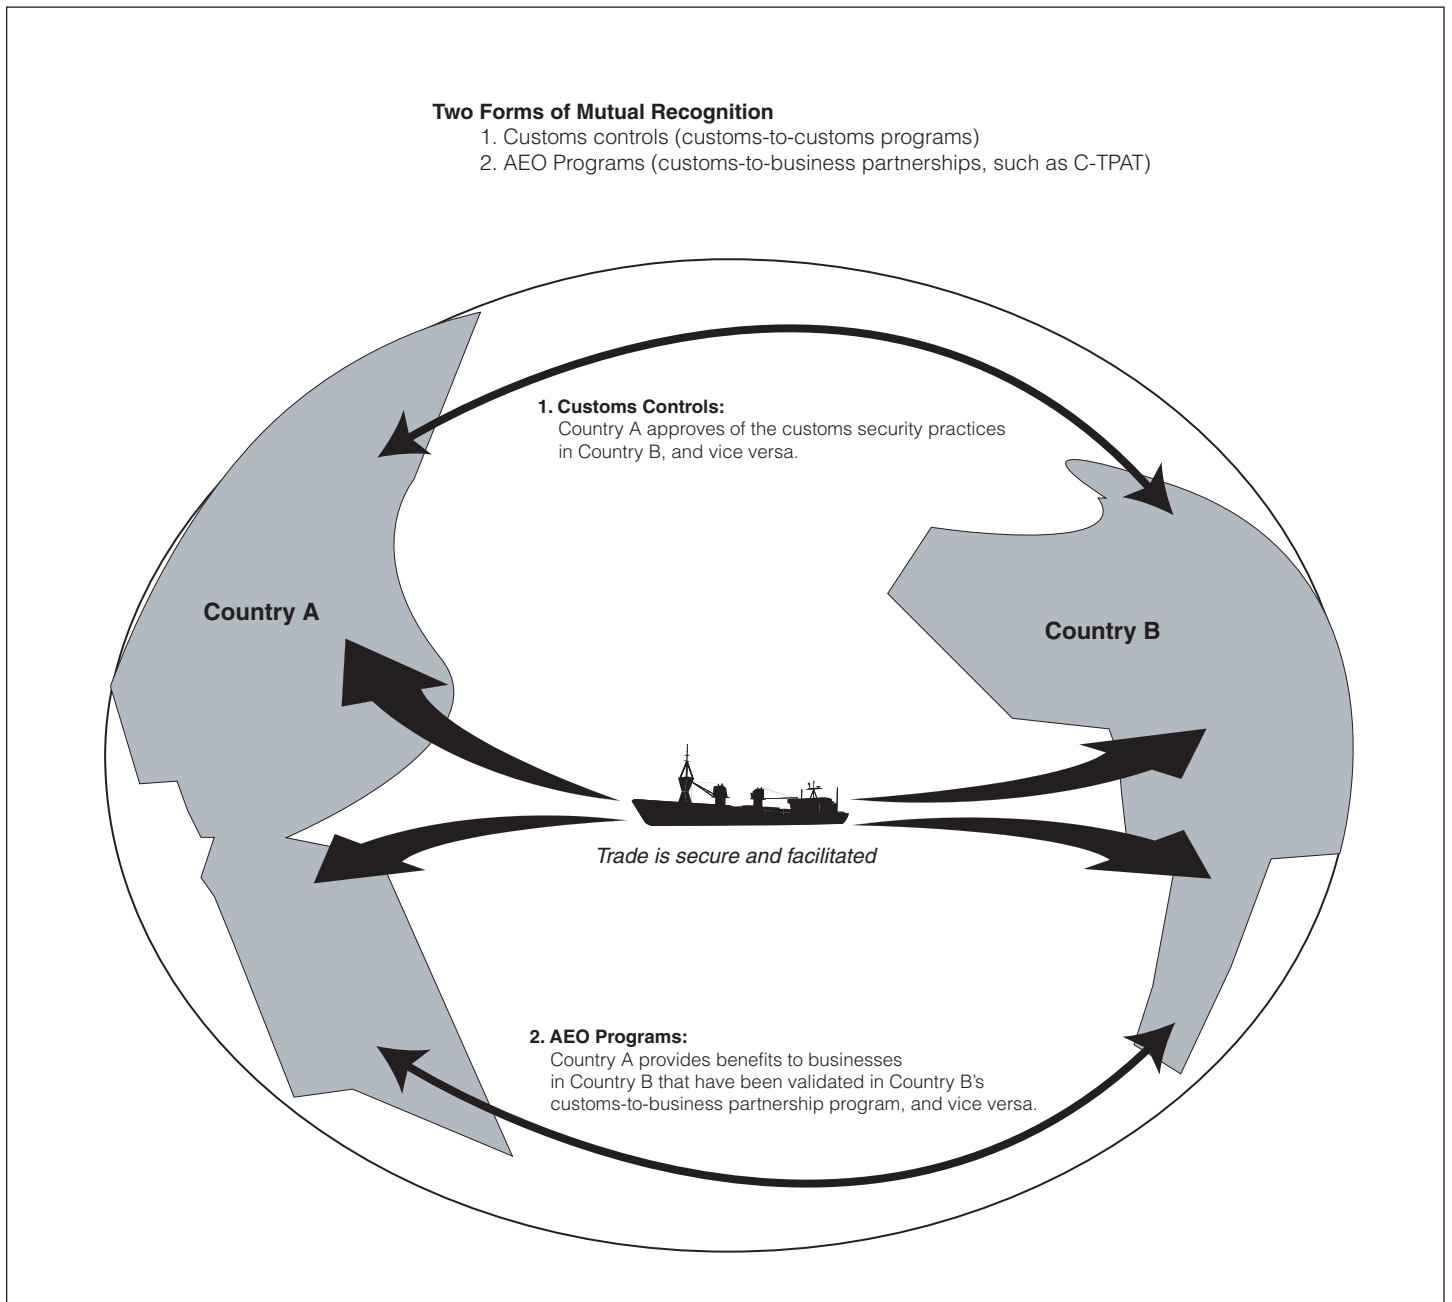 Two Forms of Mutual Recognition
1. Customs controls (customs-to-customs programs)
2. AEO Programs (customs-to-business partnerships, such as C-TPAT)
1. Customs Controls:
Country A approves of the customs security practices
in Country B, and vice versa.
Country A
Country B
Trade is secure and facilitated
2. AEO Programs:
Country A provides benefits to businesses
in Country B that have been validated in Country B’s
customs-to-business partnership program, and vice versa.